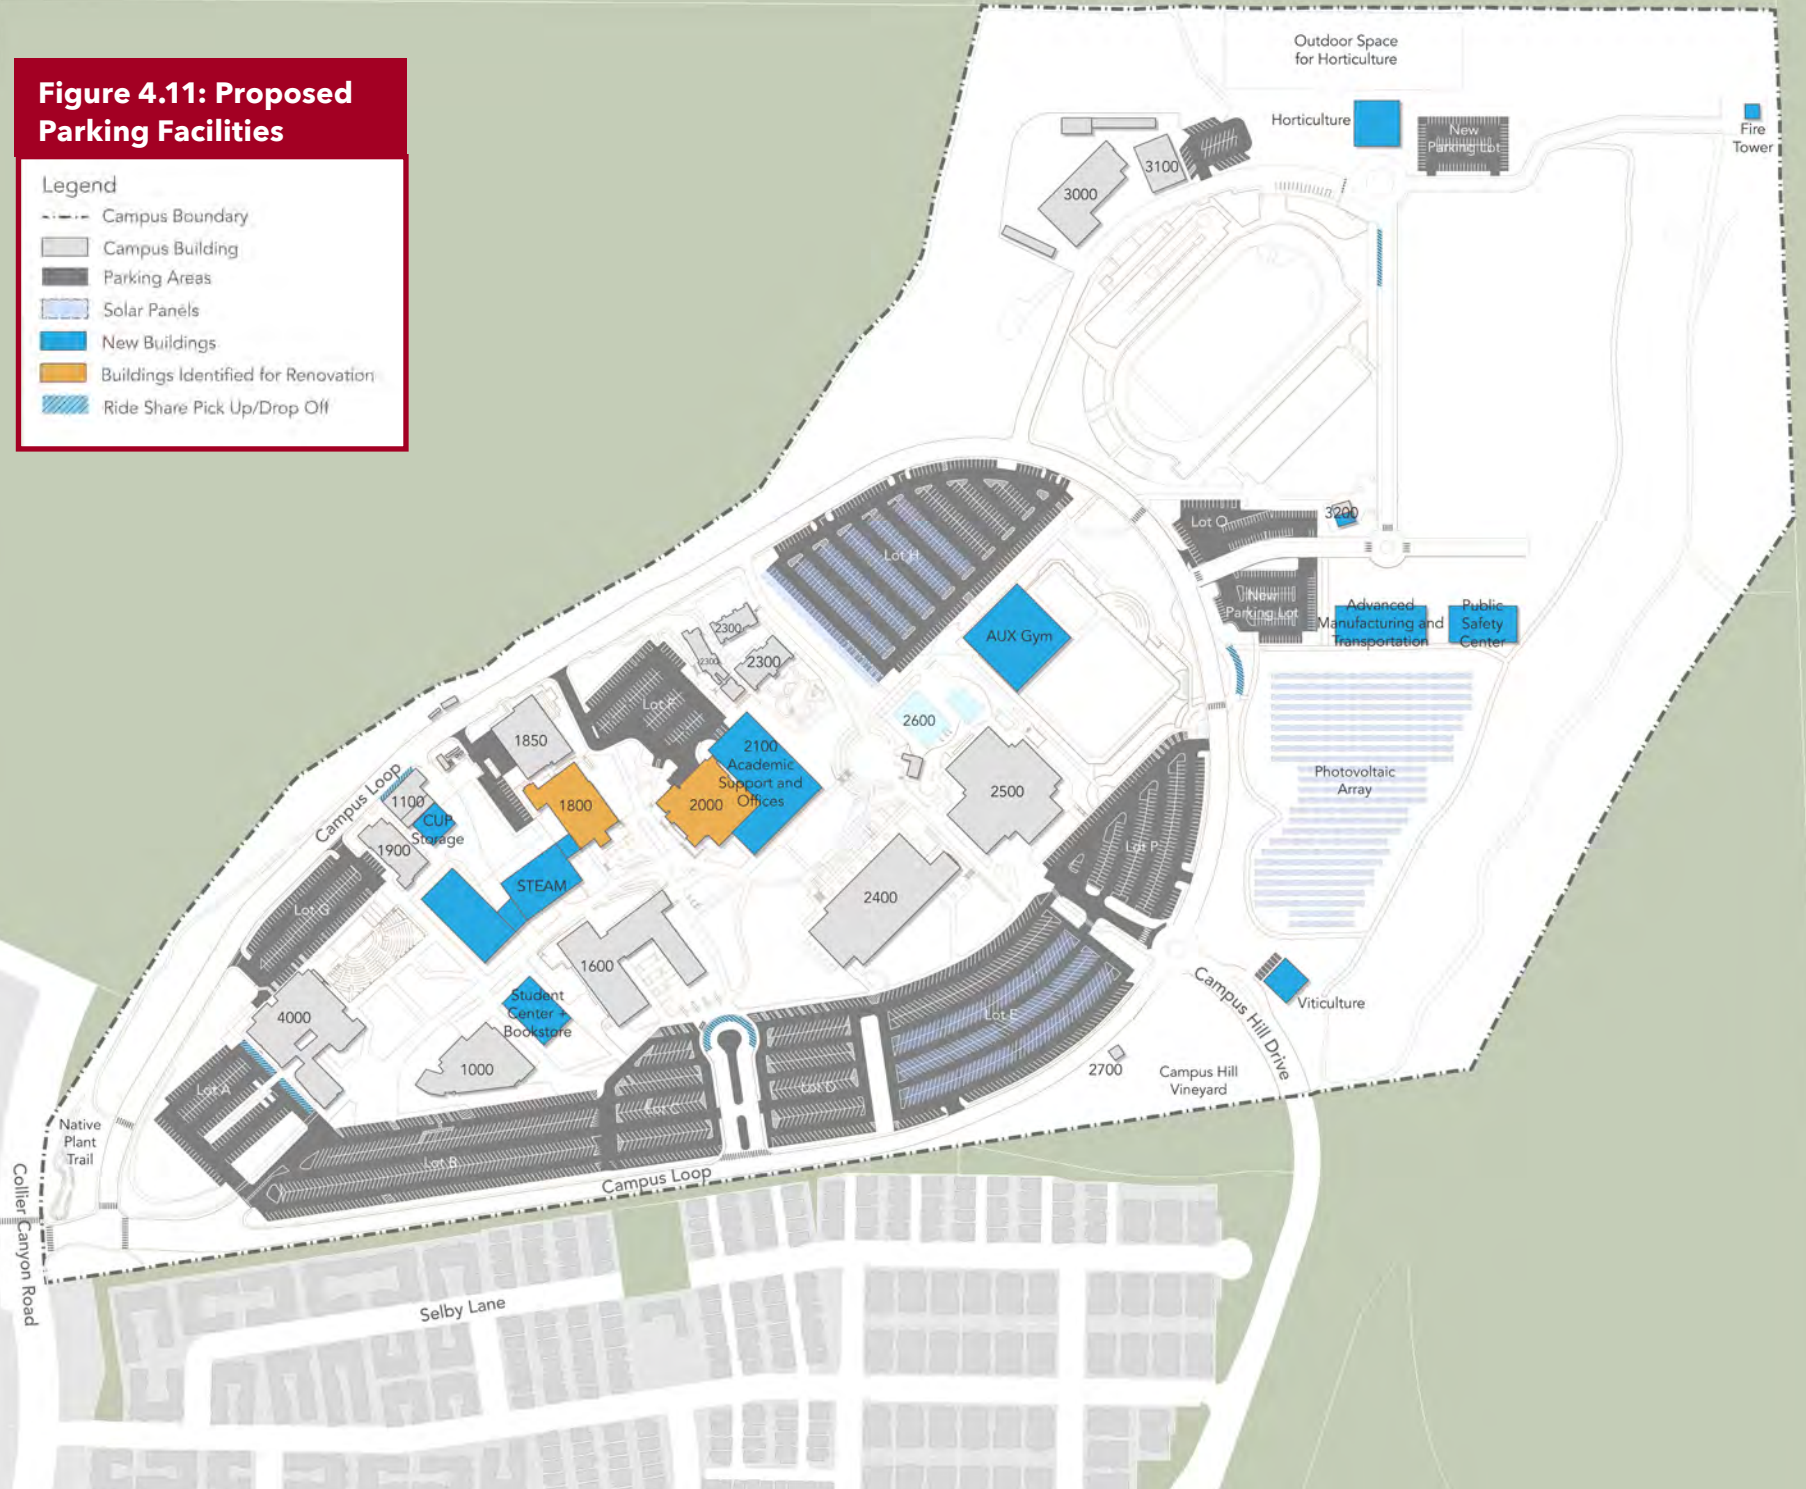 Figure 4.11: Proposed
Parking Facilities
Legend
Campus Boundary
Campus Building
Parking Areas
Solar Panels
New Buildings
Buildings Identified for Renovation
Ride Share Pick Up/Drop Off
Outdoor Space
for Horticulture
Horticulture
New
Parking Lot
Fire
Tower
3100
3000
3200
Lot O
Lot H
New
Parking Lot
Advanced
Manufacturing and
Transportation
Public
Safety
Center
AUX Gym
2300
2300
2300
Lot F
2600
1850
2100
Academic
Support and
Offices
Photovoltaic
Array
Campus Loop
1100
1800
2000
2500
CUP
Storage
1900
Lot P
STEAM
2400
Lot G
1600
Student
Center +
Bookstore
4000
Lot E
Campus Hill Drive
Viticulture
1000
2700
Campus Hill
Vineyard
Lot A
Lot D
Lot C
Native
Plant
Trail
Lot B
Campus Loop
Collier Canyon Road
Selby Lane